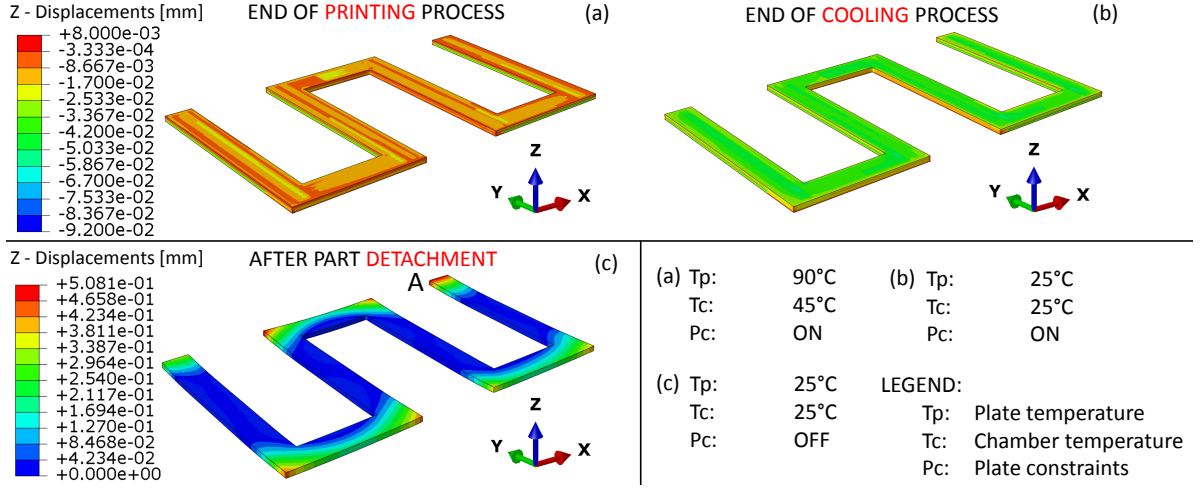 Z - Displacements [mm]
END OF PRINTING PROCESS
(a)
+8.000e-03
-3.333e-04
-8.667e-03
-1.700e-02
-2.533e-02
-3.367e-02
-4.200e-02
-5.033e-02
-5.867e-02
-6.700e-02
-7.533e-02
-8.367e-02
-9.200e-02
Z
Y
X
END OF COOLING PROCESS
(b)
Z
Y
X
Z - Displacements [mm]
AFTER PART DETACHMENT
(c)
A
+5.081e-01
+4.658e-01
+4.234e-01
+3.811e-01
+3.387e-01
+2.964e-01
+2.540e-01
+2.117e-01
+1.694e-01
+1.270e-01
+8.468e-02
+4.234e-02
+0.000e+00
Z
Y
X
(a) Tp: 90°C
Tc: 45°C
Pc: ON
(b) Tp: 25°C
Tc: 25°C
Pc: ON
(c) Tp: 25°C
Tc: 25°C
Pc: OFF
LEGEND:
Tp: Plate temperature
Tc: Chamber temperature
Pc: Plate constraints